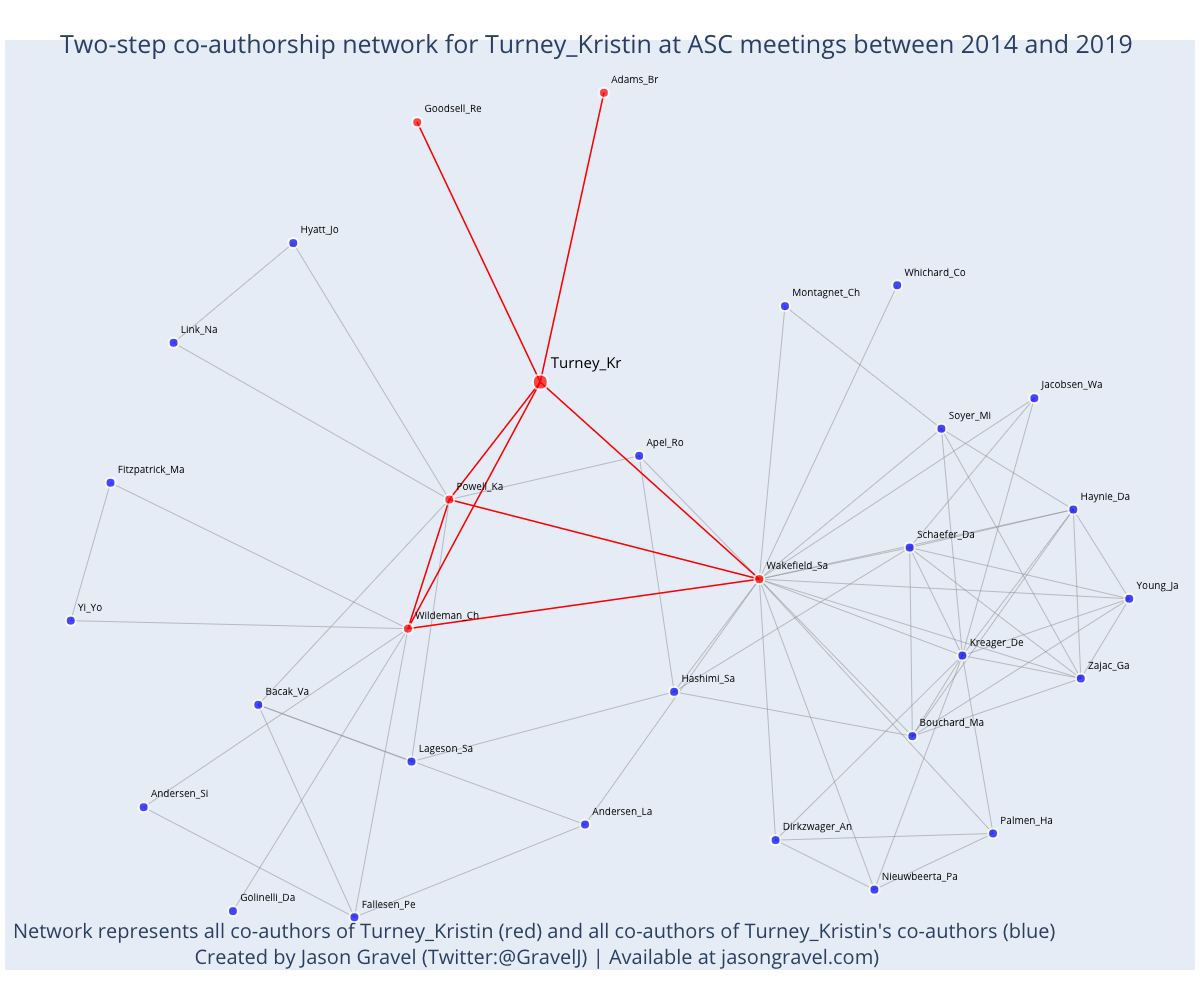 Two-step co-authorship network for Turney_Kristin at ASC meetings between 2014 and 2019
Adams_Br
Goodsell_Re
Hyatt_Jo
Whichard_Co
Montagnet_Ch
Link_Na
Turney_Kr
Jacobsen_Wa
Soyer_Mi
Apel_Ro
Fitzpatrick_Ma
Powell_Ka
Haynie_Da
Schaefer_Da
Wakefield_Sa
Young_Ja
Yi_Yo
Wildeman_Ch
Kreager_De
Zajac_Ga
Hashimi_Sa
Bacak_Va
Bouchard_Ma
Lageson_Sa
Andersen_Si
Andersen_La
Palmen_Ha
Dirkzwager_An
Nieuwbeerta_Pa
Golinelli_Da
Fallesen_Pe
Network represents all co-authors of Turney_Kristin (red) and all co-authors of Turney_Kristin's co-authors (blue)
Created by Jason Gravel (Twitter:@GravelJ) | Available at jasongravel.com)